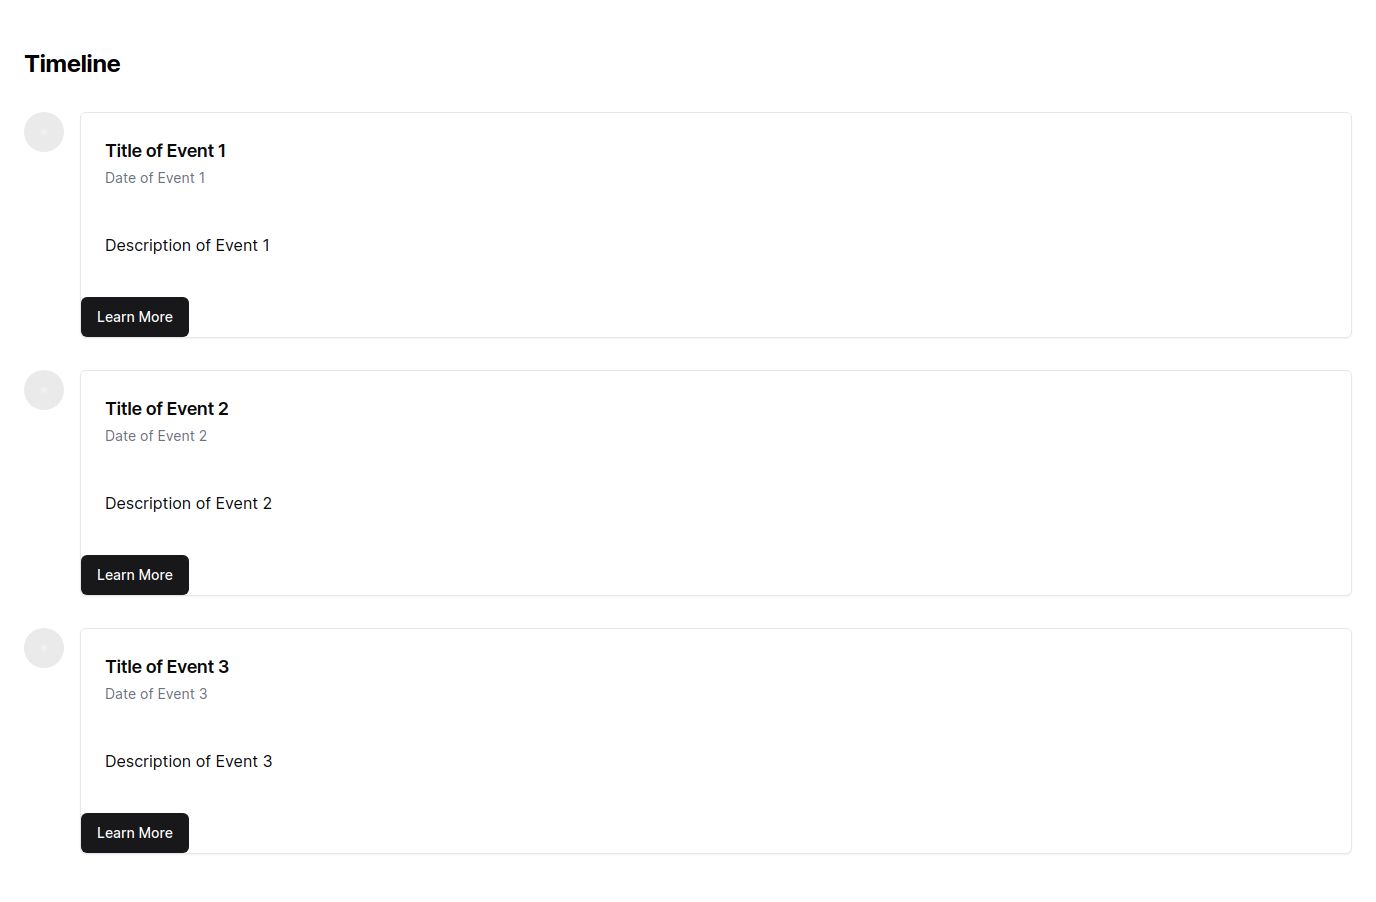 Timeline
Title of Event 1
Date of Event 1
Description of Event 1
Learn More
Title of Event 2
Date of Event 2
Description of Event 2
Learn More
Title of Event 3
Date of Event 3
Description of Event 3
Learn More